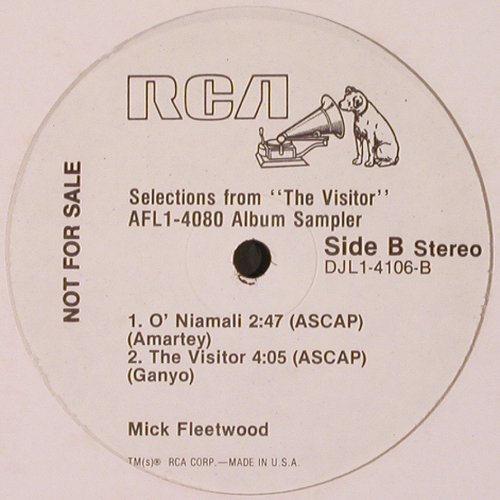 RCA
NOT FOR SALE
Selections from "The Visitor"
AFL1-4080 Album Sampler
Side B Stereo
DJL1-4106-B
1. O' Niamali 2:47 (ASCAP)
(Amartey)
2. The Visitor 4:05 (ASCAP)
(Ganyo)
Mick Fleetwood
TM(s)® RCA CORP.—MADE IN U.S.A.